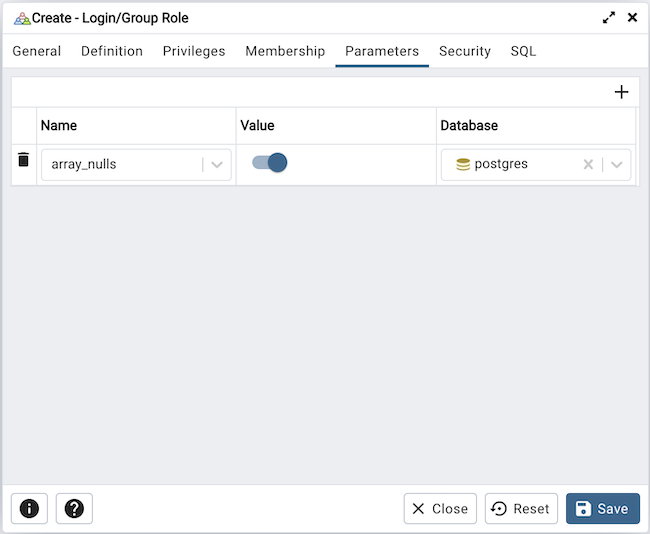 Create - Login/Group Role
General Definition Privileges Membership Parameters Security SQL
Name Value Database
array_nulls postgres
Close Reset Save